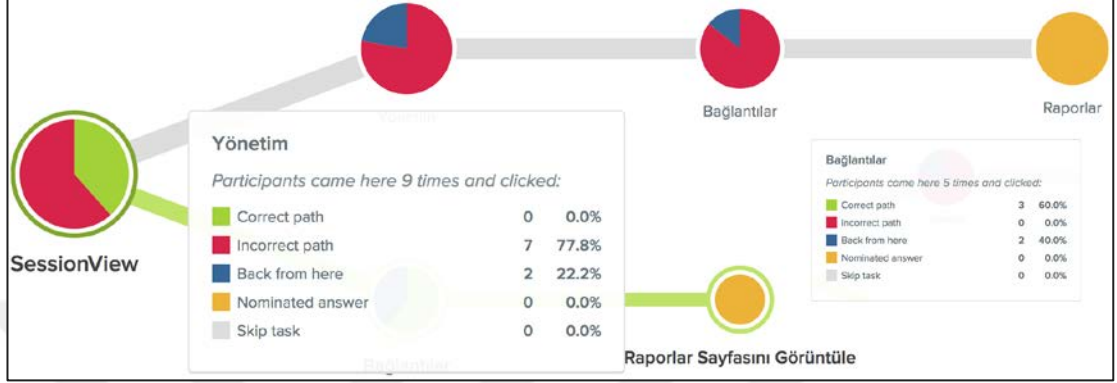 Bağlantılar
Raporlar
Yönetim
Yönetim
Participants came here 9 times and clicked:
Correct path 0 0.0%
Incorrect path 7 77.8%
Back from here 2 22.2%
Nominated answer 0 0.0%
Skip task 0 0.0%
Bağlantılar
Participants came here 5 times and clicked:
Correct path 3 60.0%
Incorrect path 0 0.0%
Back from here 2 40.0%
Nominated answer 0 0.0%
Skip task 0 0.0%
SessionView
Raporlar Sayfasını Görüntüle
Bağlantılar